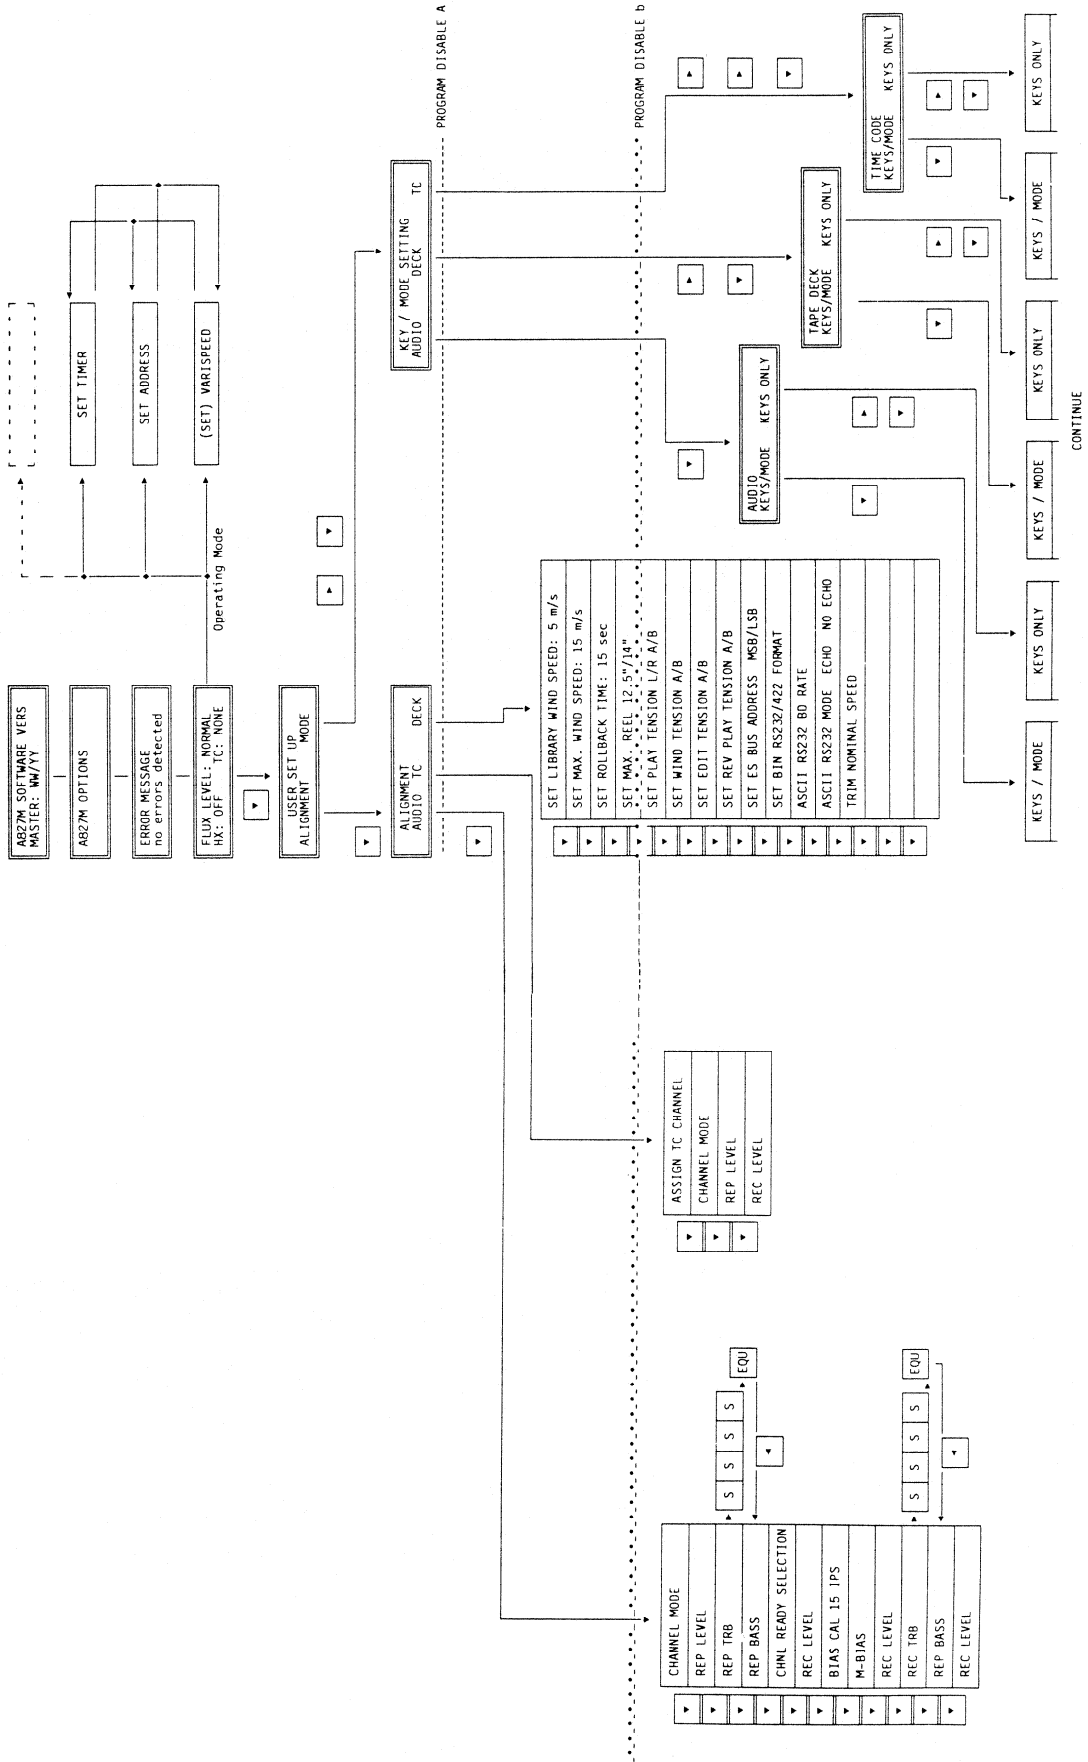 A827M SOFTWARE VERS
MASTER: WW/YY
A827M OPTIONS
ERROR MESSAGE
no errors detected
FLUX LEVEL: NORMAL
HX: OFF TC: NONE
Operating Mode
SET TIMER
SET ADDRESS
(SET) VARISPEED
USER SET UP
ALIGNMENT MODE
ALIGNMENT
AUDIO TC DECK
KEY / MODE SETTING
AUDIO DECK TC
PROGRAM DISABLE A
PROGRAM DISABLE b
CHANNEL MODE
REP LEVEL
REP TRB
REP BASS
CHNL READY SELECTION
REC LEVEL
BIAS CAL 15 IPS
M-BIAS
REC LEVEL
REC TRB
REP BASS
REC LEVEL
S S S S EQU
S S S S EQU
ASSIGN TC CHANNEL
CHANNEL MODE
REP LEVEL
REC LEVEL
SET LIBRARY WIND SPEED: 5 m/s
SET MAX. WIND SPEED: 15 m/s
SET ROLLBACK TIME: 15 sec
SET MAX. REEL 12.5"/14"
SET PLAY TENSION L/R A/B
SET WIND TENSION A/B
SET EDIT TENSION A/B
SET REV PLAY TENSION A/B
SET ES BUS ADDRESS MSB/LSB
SET BIN RS232/422 FORMAT
ASCII RS232 BD RATE
ASCII RS232 MODE ECHO NO ECHO
TRIM NOMINAL SPEED
AUDIO
KEYS/MODE KEYS ONLY
TAPE DECK
KEYS/MODE KEYS ONLY
TIME CODE
KEYS/MODE KEYS ONLY
KEYS / MODE
KEYS ONLY
KEYS / MODE
KEYS ONLY
KEYS / MODE
KEYS ONLY
CONTINUE